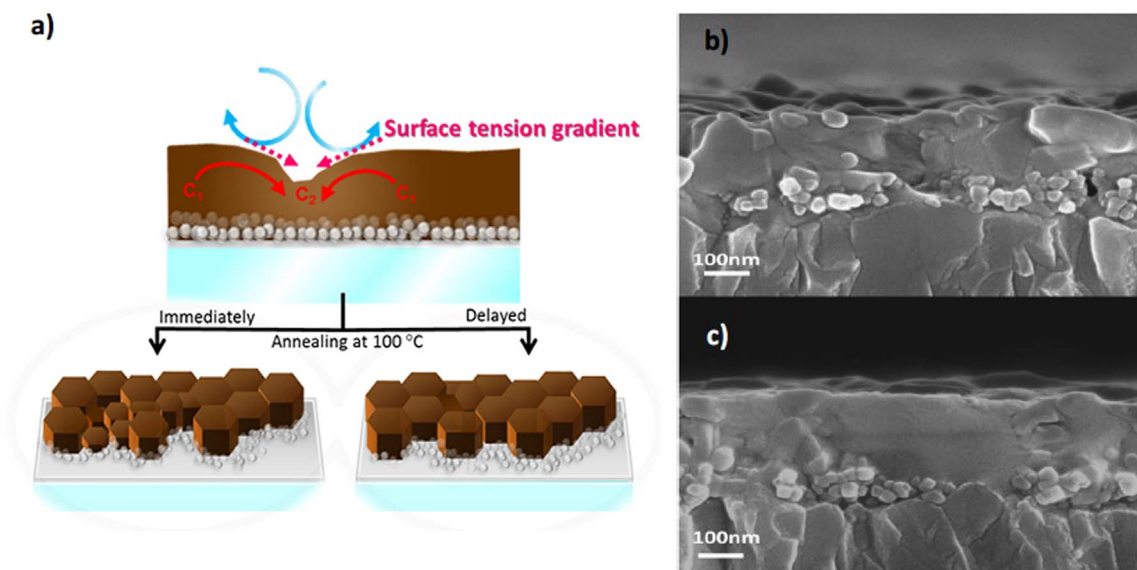 a)
Surface tension gradient
C₁ C₂ C₁
Immediately Delayed
Annealing at 100 °C
b)
100nm
c)
100nm